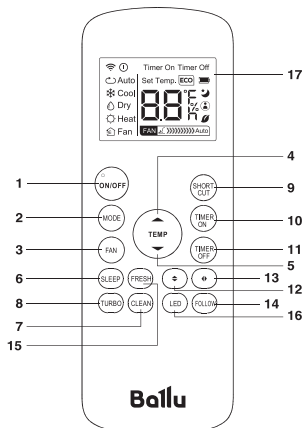 Timer On Timer Off
Auto Set Temp. ECO
Cool
Dry
Heat
Fan FAN Auto
88 °F % h
17
4
1 ON/OFF
SHORT CUT 9
2 MODE
TEMP
TIMER ON 10
3 FAN
TIMER OFF 11
5
6 SLEEP FRESH
13
12
8 TURBO CLEAN LED FOLLOW 14
7
16
15
Ballu